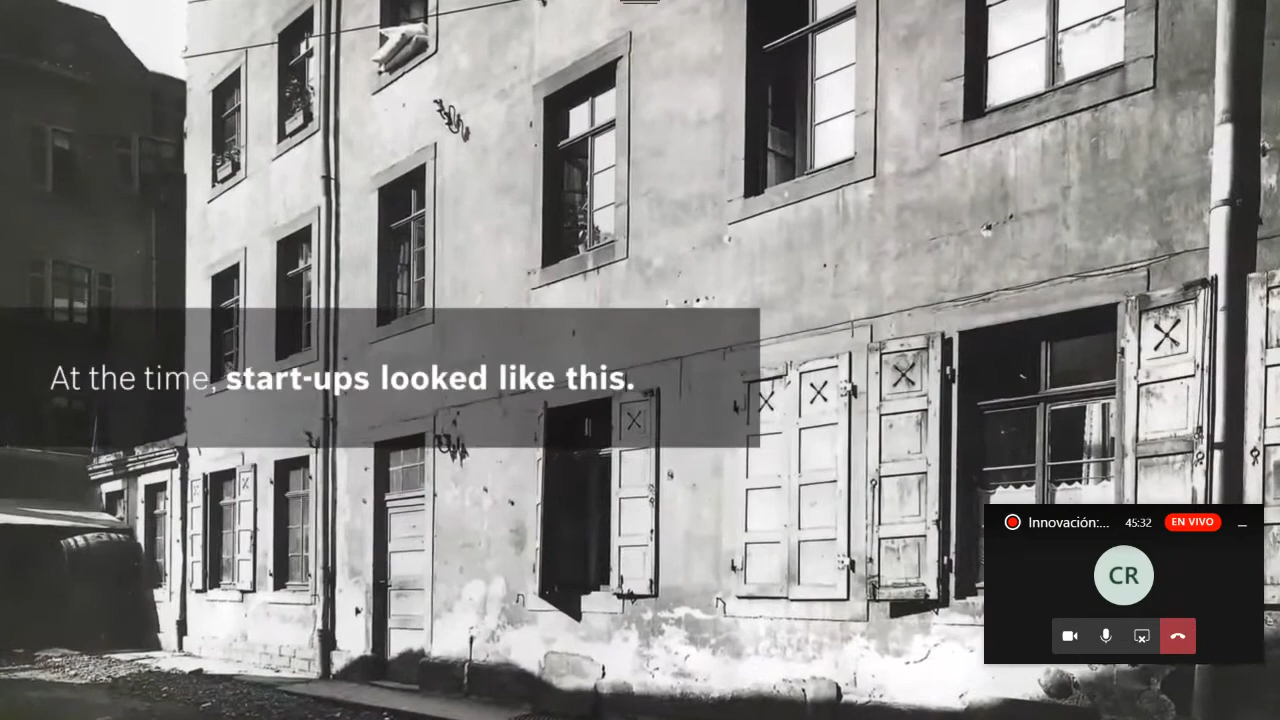 At the time, start-ups looked like this.
Innovación:...
45:32
EN VIVO
CR